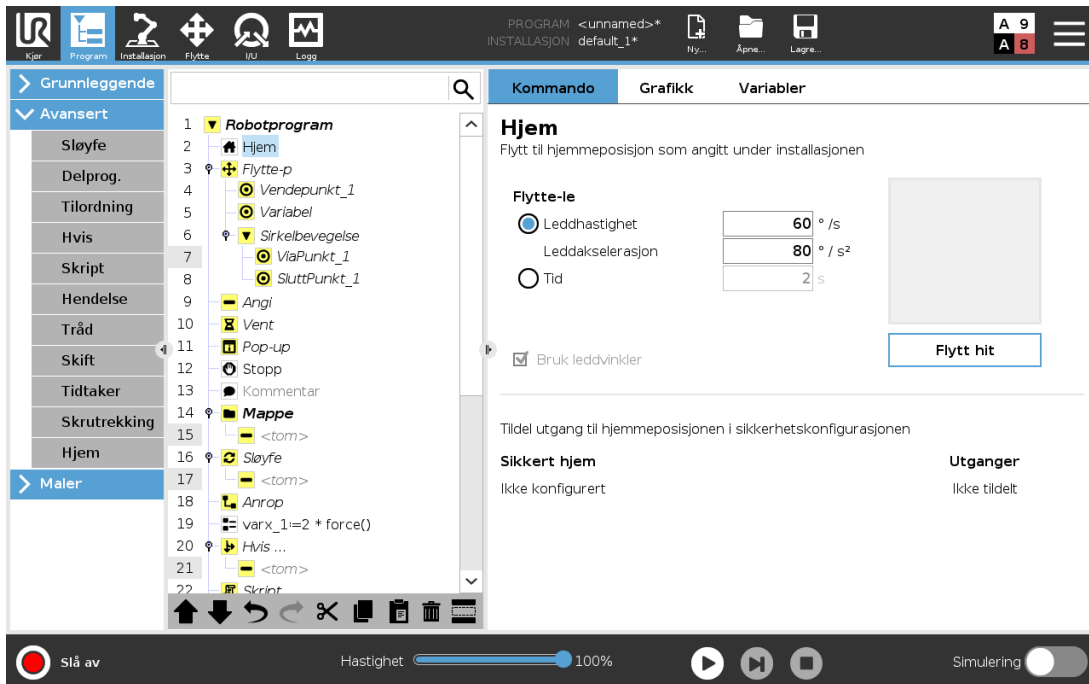 PROGRAM <unnamed>*
INSTALLASJON default_1*
Kjør
Program
Installasjon
Flytte
I/U
Logg
Ny...
Åpne...
Lagre...
A 9
A 8
Grunnleggende
Avansert
Sløyfe
Delprog.
Tilordning
Hvis
Skript
Hendelse
Tråd
Skift
Tidtaker
Skrutrekking
Hjem
Maler
1 Robotprogram
2 Hjem
3 Flytte-p
4 Vendepunkt_1
5 Variabel
6 Sirkelbevegelse
7 ViaPunkt_1
8 SluttPunkt_1
9 Angi
10 Vent
11 Pop-up
12 Stopp
13 Kommentar
14 Mappe
15 <tom>
16 Sløyfe
17 <tom>
18 Anrop
19 varx_1:=2 * force()
20 Hvis ...
21 <tom>
22 Skript
Kommando Grafikk Variabler
Hjem
Flytt til hjemmeposisjon som angitt under installasjonen
Flytte-le
Leddhastighet 60 ° /s
Leddakselerasjon 80 ° / s²
Tid 2 s
Flytt hit
Bruk leddvinkler
Tildel utgang til hjemmeposisjonen i sikkerhetskonfigurasjonen
Sikkert hjem Utganger
Ikke konfigurert Ikke tildelt
Slå av
Hastighet 100%
Simulering